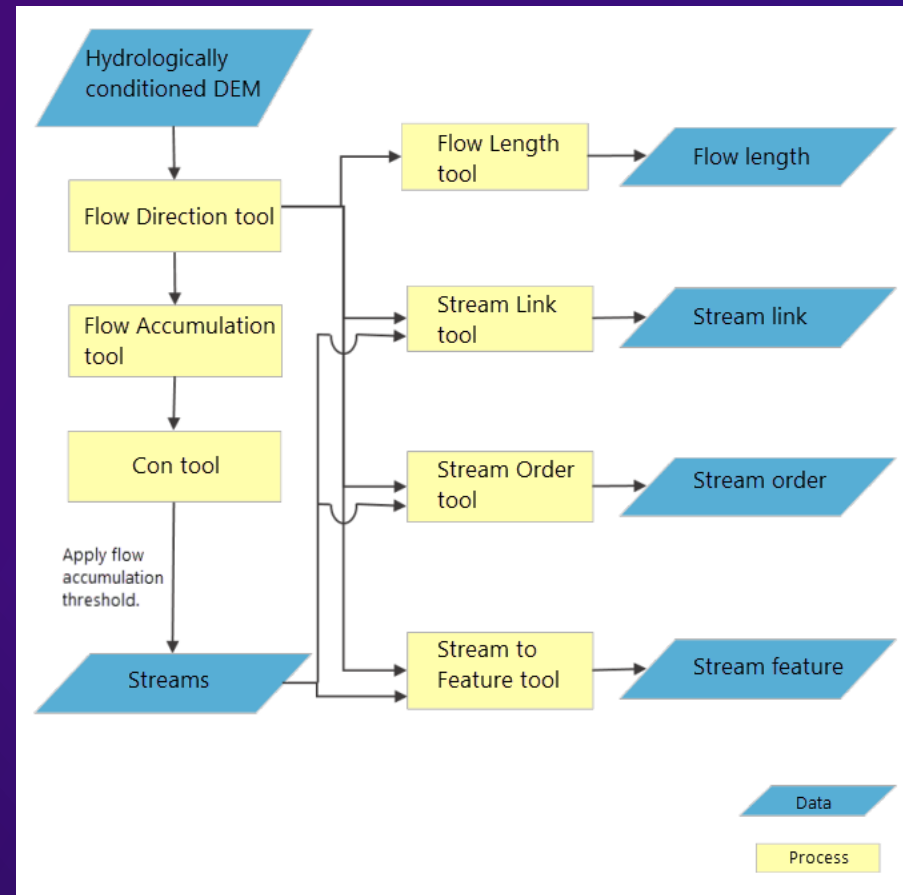 Hydrologically
conditioned DEM
Flow Direction tool
Flow Accumulation
tool
Con tool
Apply flow
accumulation
threshold.
Streams
Flow Length
tool
Flow length
Stream Link
tool
Stream link
Stream Order
tool
Stream order
Stream to
Feature tool
Stream feature
Data
Process